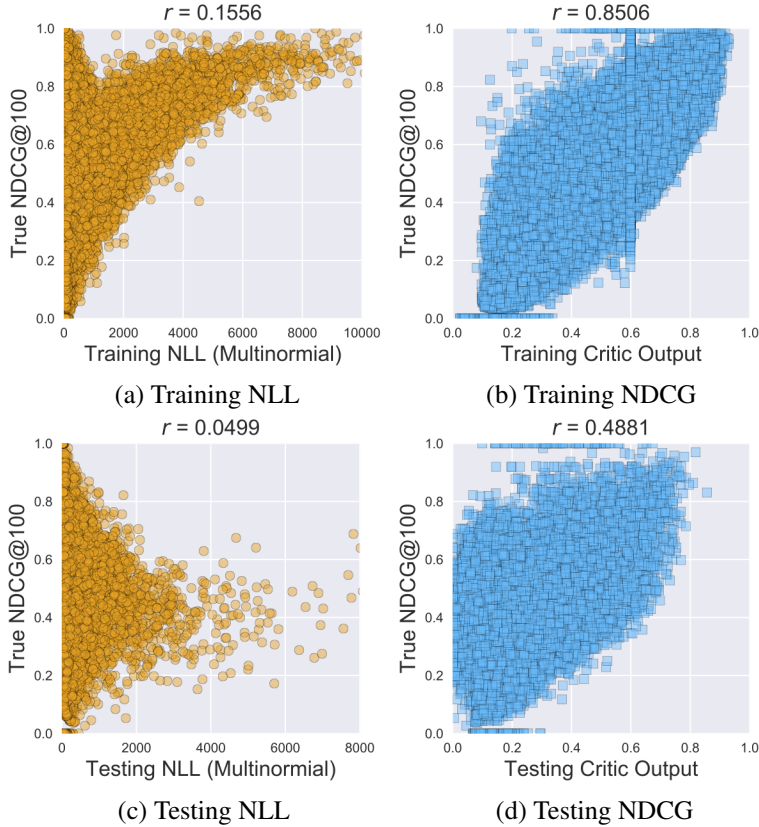 r = 0.1556
True NDCG@100
1.0
0.8
0.6
0.4
0.2
0.0
0 2000 4000 6000 8000 10000
Training NLL (Multinormial)
(a) Training NLL
r = 0.8506
True NDCG@100
1.0
0.8
0.6
0.4
0.2
0.0
0.0 0.2 0.4 0.6 0.8 1.0
Training Critic Output
(b) Training NDCG
r = 0.0499
True NDCG@100
1.0
0.8
0.6
0.4
0.2
0.0
0 2000 4000 6000 8000
Testing NLL (Multinormial)
(c) Testing NLL
r = 0.4881
True NDCG@100
1.0
0.8
0.6
0.4
0.2
0.0
0.0 0.2 0.4 0.6 0.8 1.0
Testing Critic Output
(d) Testing NDCG